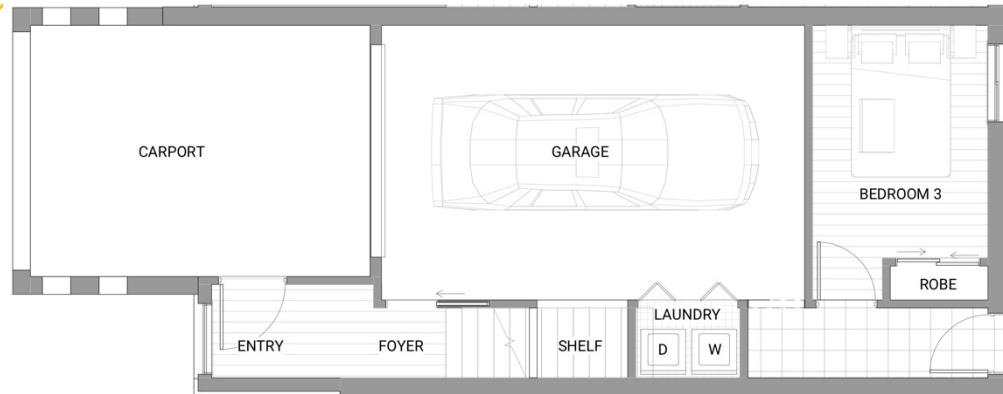 CARPORT
GARAGE
BEDROOM 3
ROBE
LAUNDRY
ENTRY
FOYER
SHELF
D
W